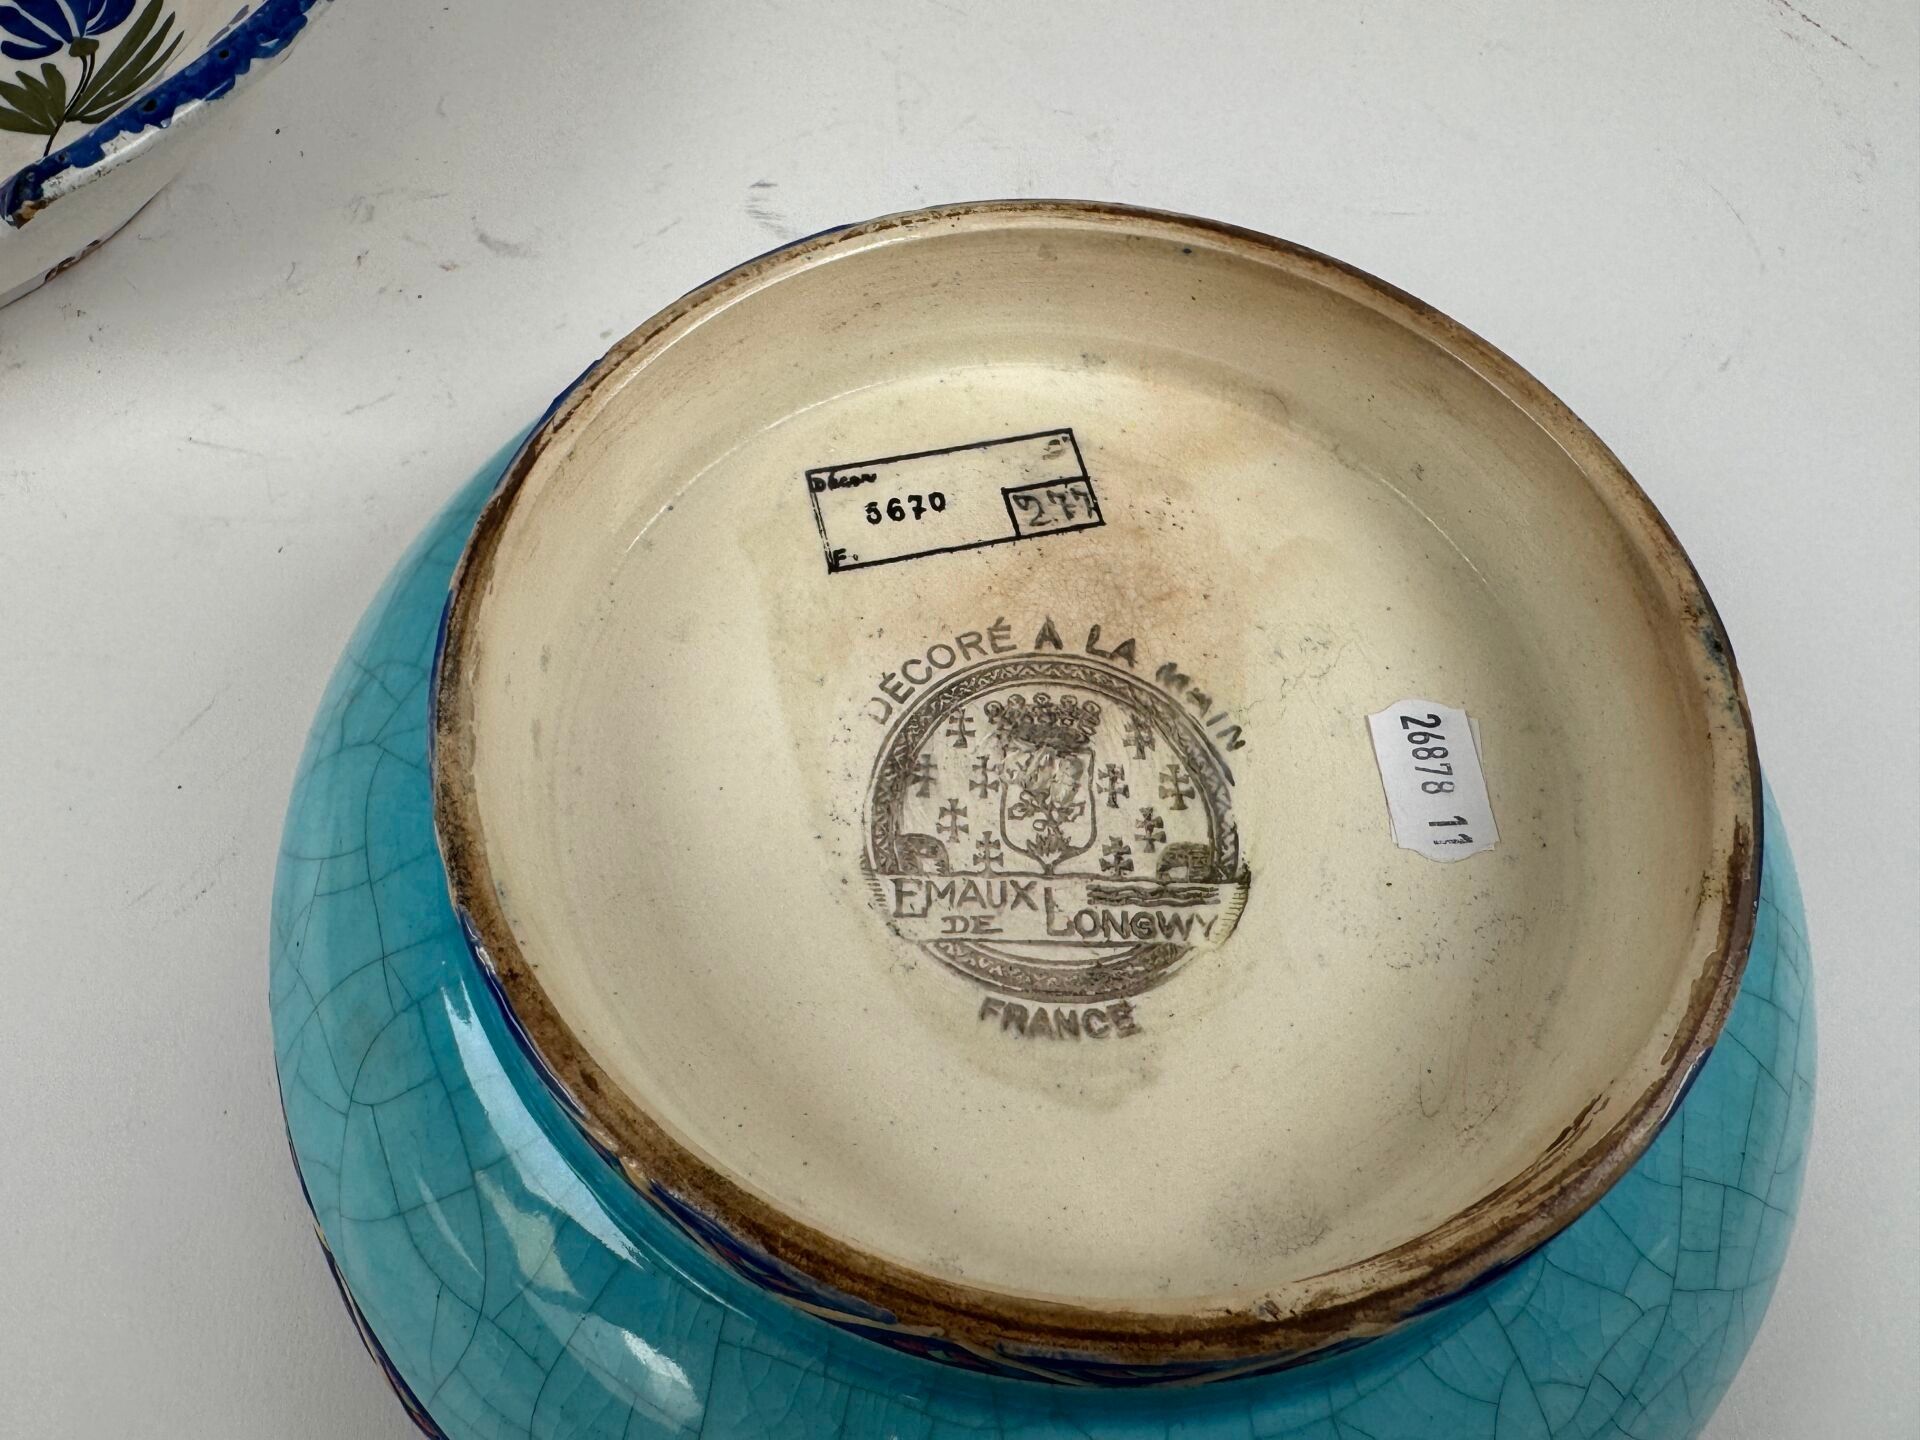 Décor
5670
277
F.
DÉCORÉ À LA MAIN
EMAUX
DE LONGWY
FRANCE
26878 11